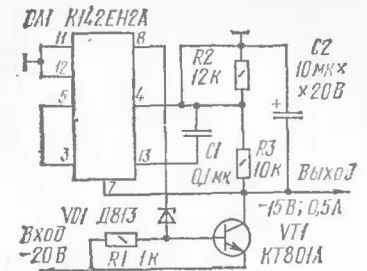 DA1 К142ЕН2А
11
8
12
5
4
3
13
7
R2
12к
C2
10мк×
×20В
C1
0,1мк
R3
10к
Выход
-15В; 0,5А
VD1 Д813
Вход
-20В
R1 1к
VT1
КТ801А